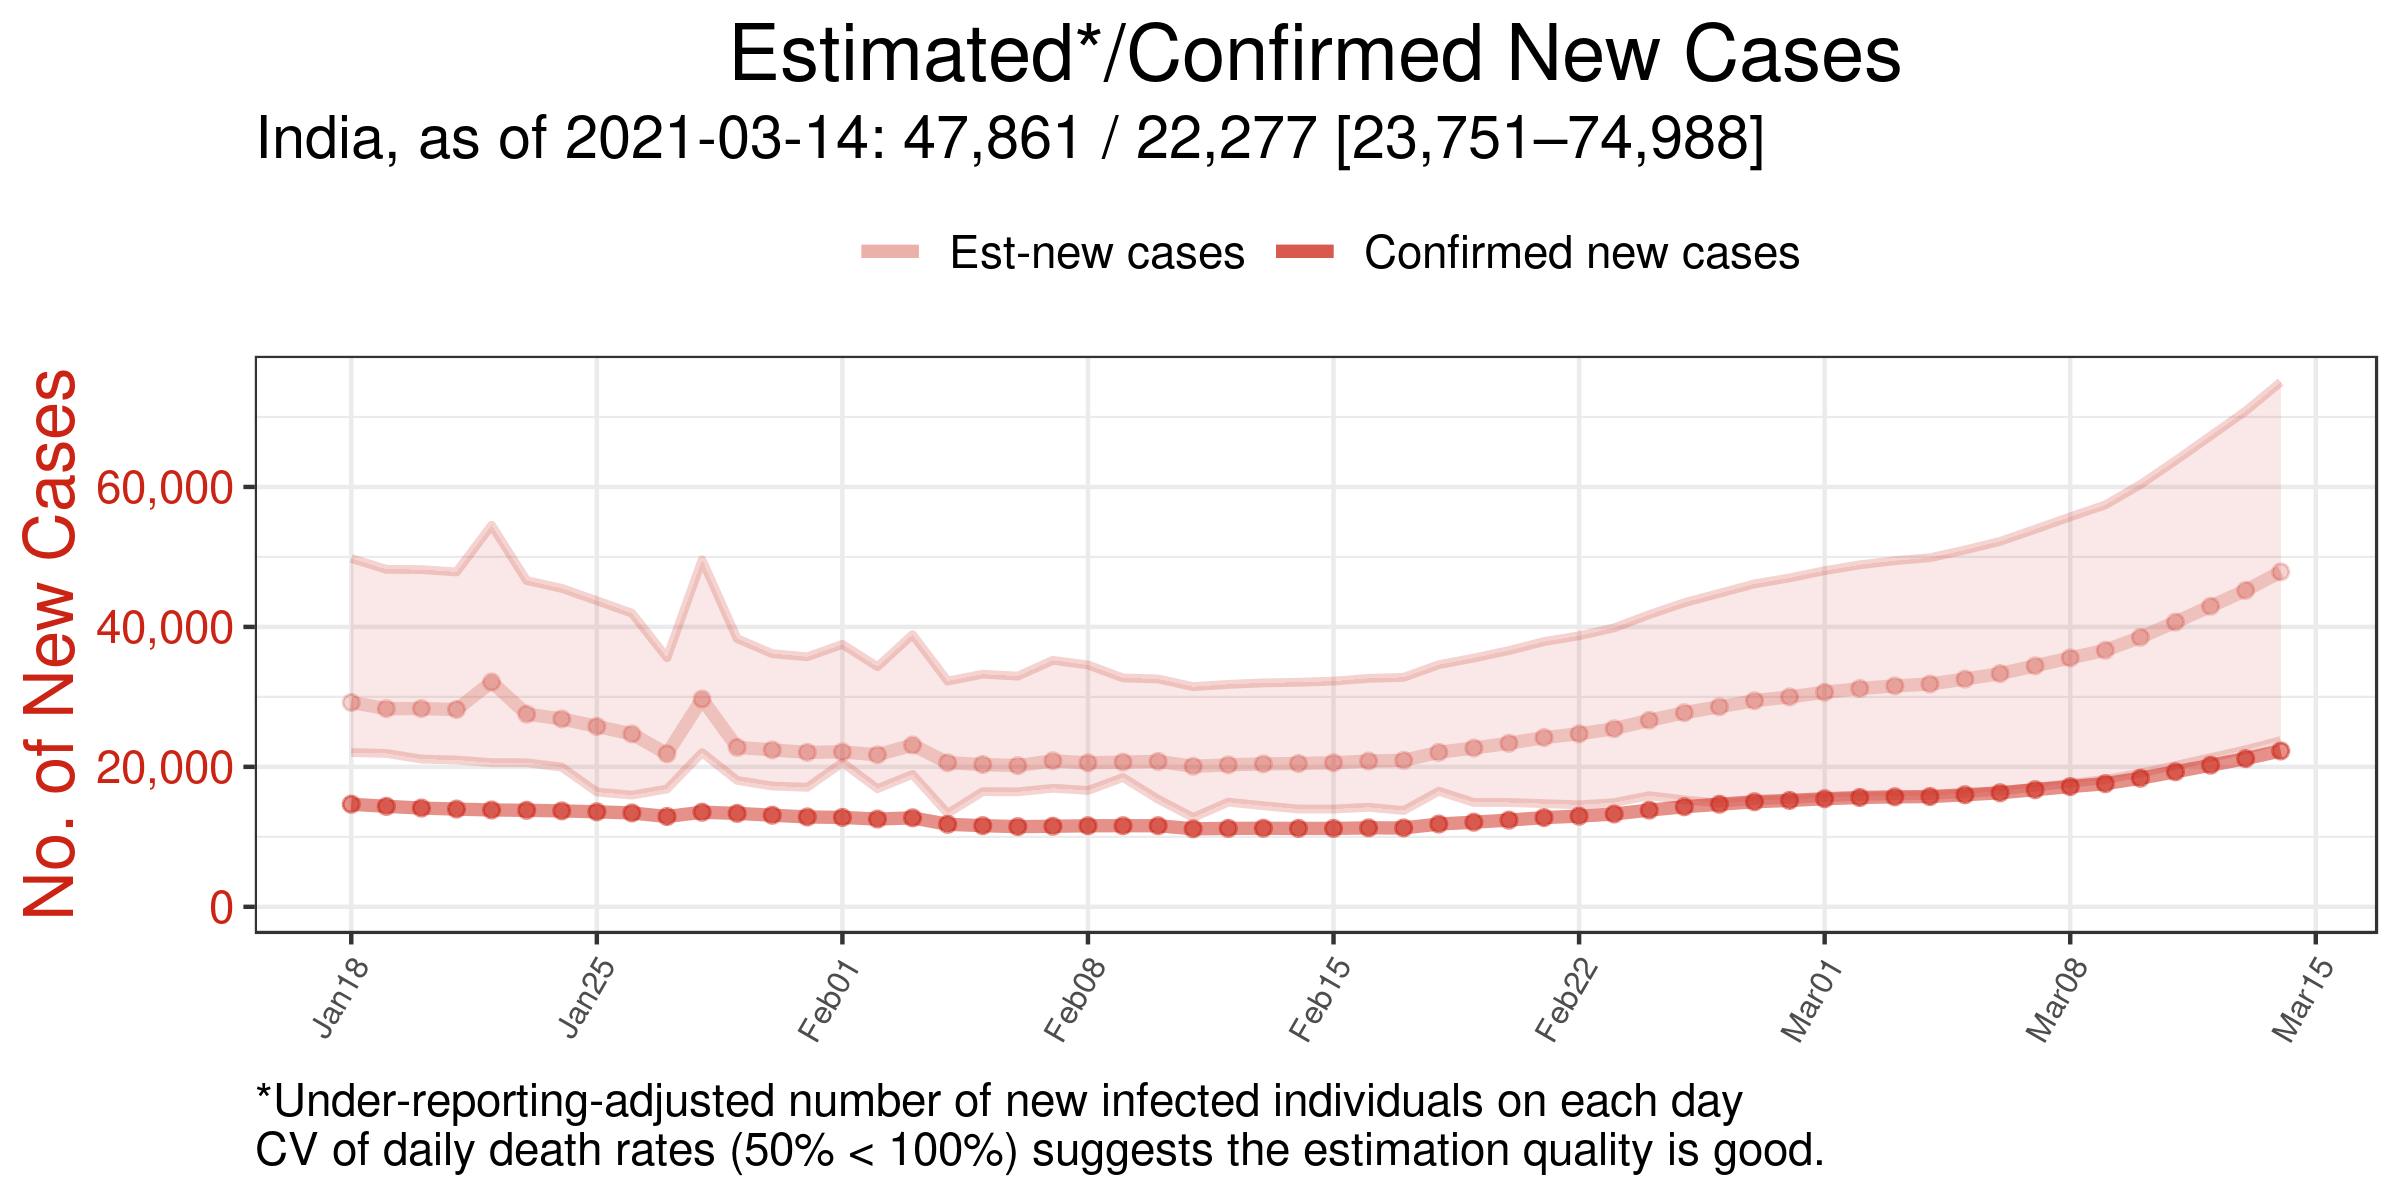 Estimated*/Confirmed New Cases
India, as of 2021-03-14: 47,861 / 22,277 [23,751–74,988]
Est-new cases Confirmed new cases
No. of New Cases
60,000
40,000
20,000
0
Jan18 Jan25 Feb01 Feb08 Feb15 Feb22 Mar01 Mar08 Mar15
*Under-reporting-adjusted number of new infected individuals on each day
CV of daily death rates (50% < 100%) suggests the estimation quality is good.